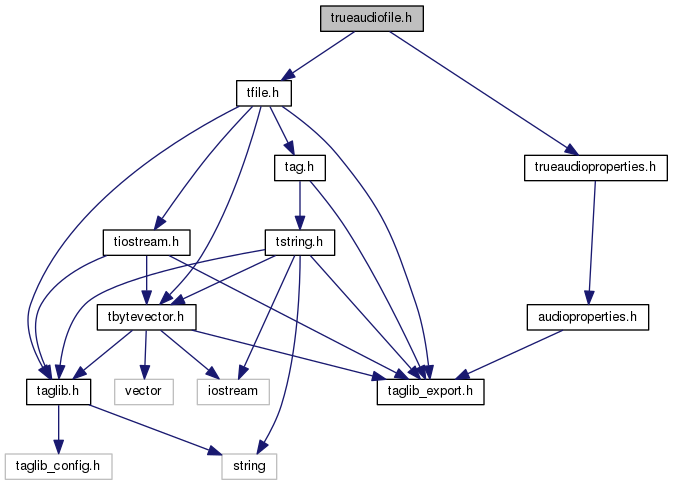 trueaudiofile.h
tfile.h
tag.h
trueaudioproperties.h
tiostream.h
tstring.h
tbytevector.h
audioproperties.h
taglib.h
vector
iostream
taglib_export.h
taglib_config.h
string